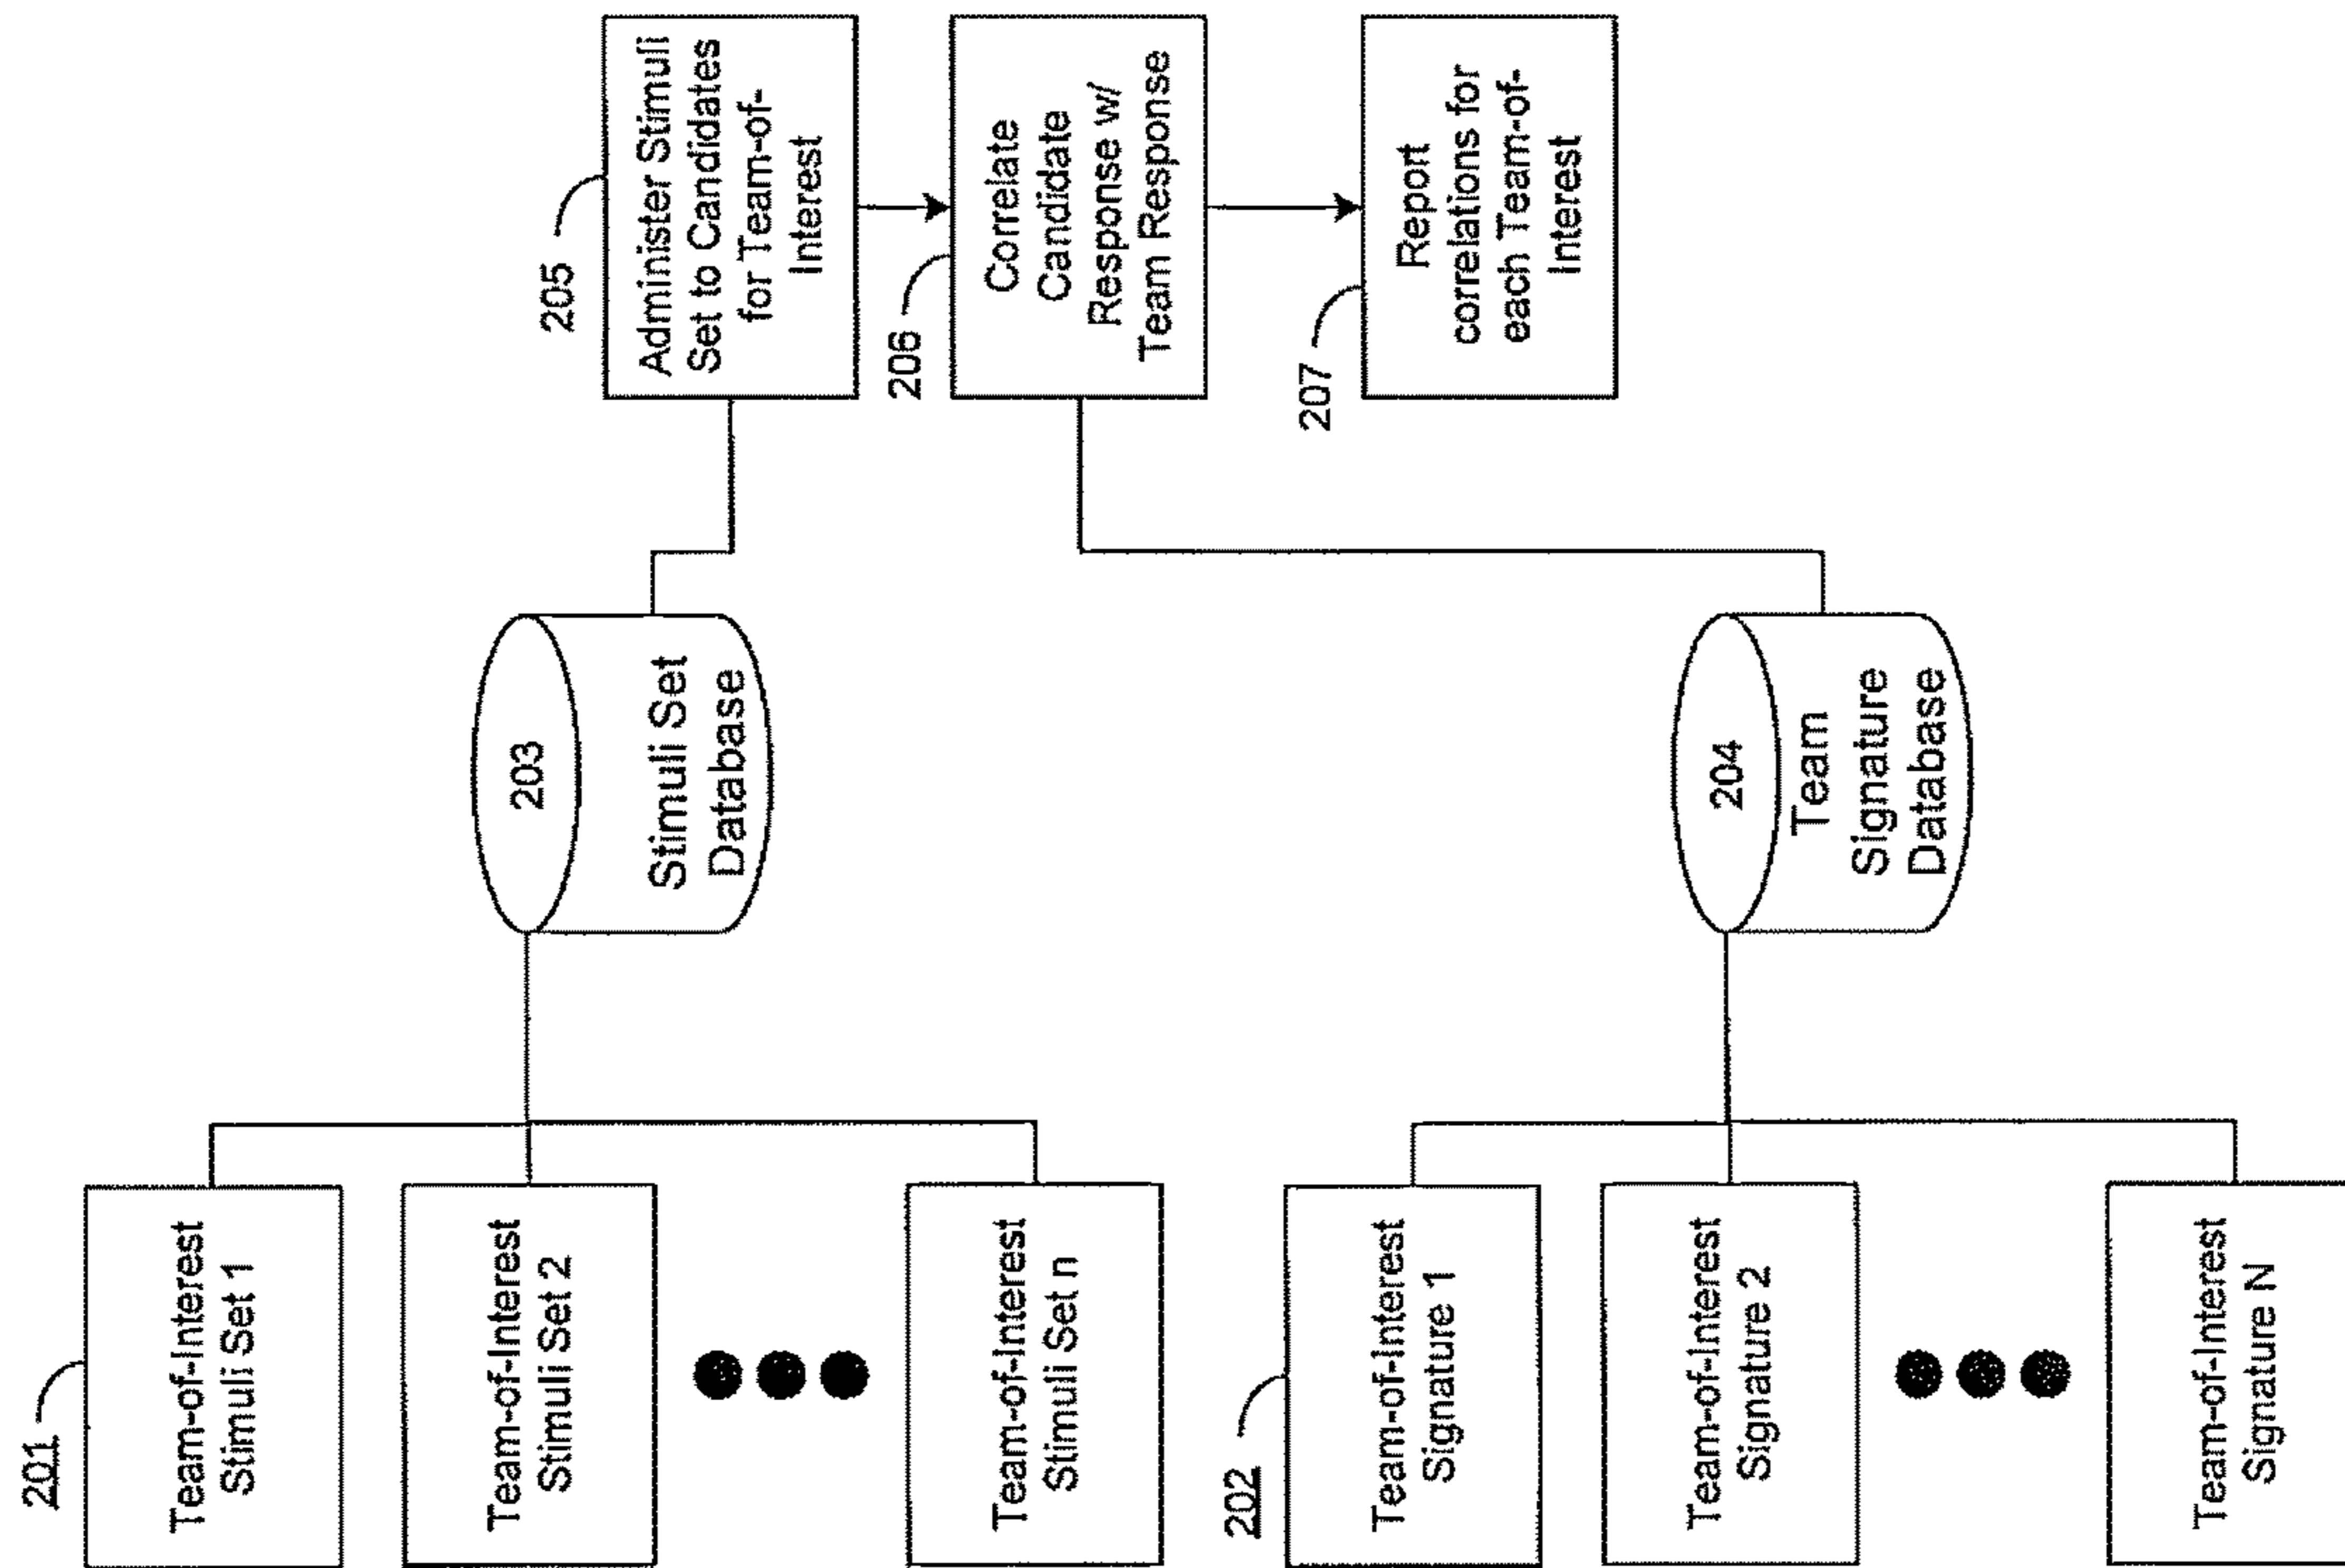 201
Team-of-Interest
Stimuli Set 1
Team-of-Interest
Stimuli Set 2
Team-of-Interest
Stimuli Set n
202
Team-of-Interest
Signature 1
Team-of-Interest
Signature 2
Team-of-Interest
Signature N
203
Stimuli Set
Database
204
Team
Signature
Database
205
Administer Stimuli
Set to Candidates
for Team-of-
Interest
206
Correlate
Candidate
Response w/
Team Response
207
Report
correlations for
each Team-of-
Interest